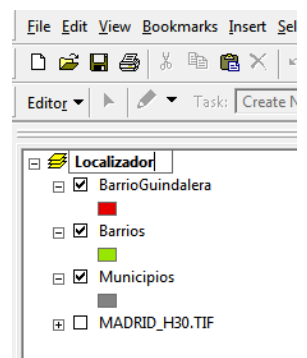 File Edit View Bookmarks Insert Sel
Editor Task: Create N
Localizador
BarrioGuindalera
Barrios
Municipios
MADRID_H30.TIF